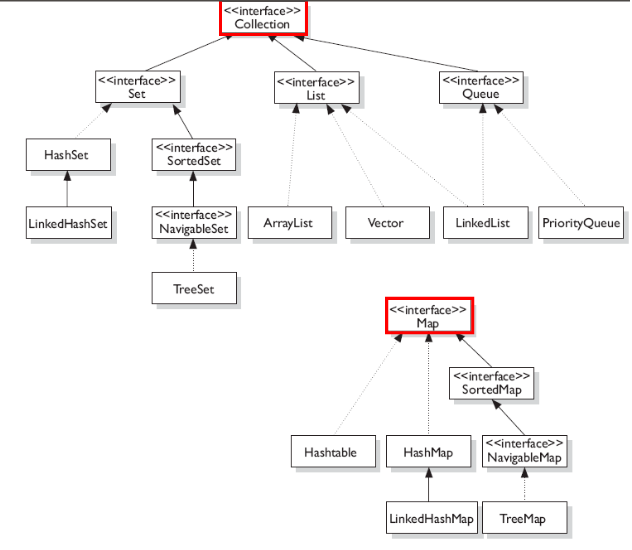 <<interface>>
Collection
<<interface>>
Set
<<interface>>
List
<<interface>>
Queue
HashSet
<<interface>>
SortedSet
LinkedHashSet
<<interface>>
NavigableSet
ArrayList
Vector
LinkedList
PriorityQueue
TreeSet
<<interface>>
Map
<<interface>>
SortedMap
Hashtable
HashMap
<<interface>>
NavigableMap
LinkedHashMap
TreeMap